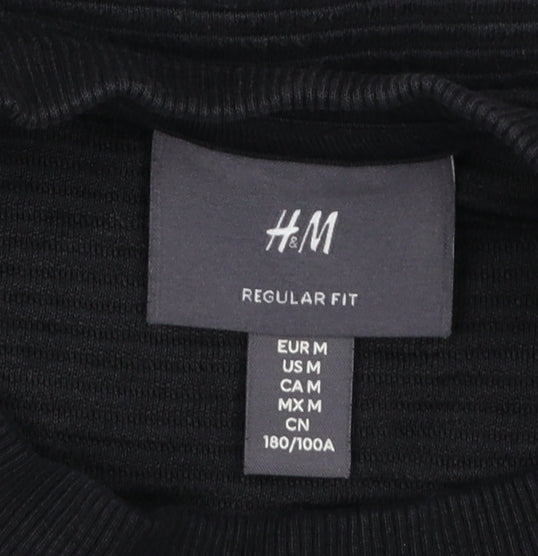 H&M
REGULAR FIT
EUR M
US M
CA M
MX M
CN
180/100A